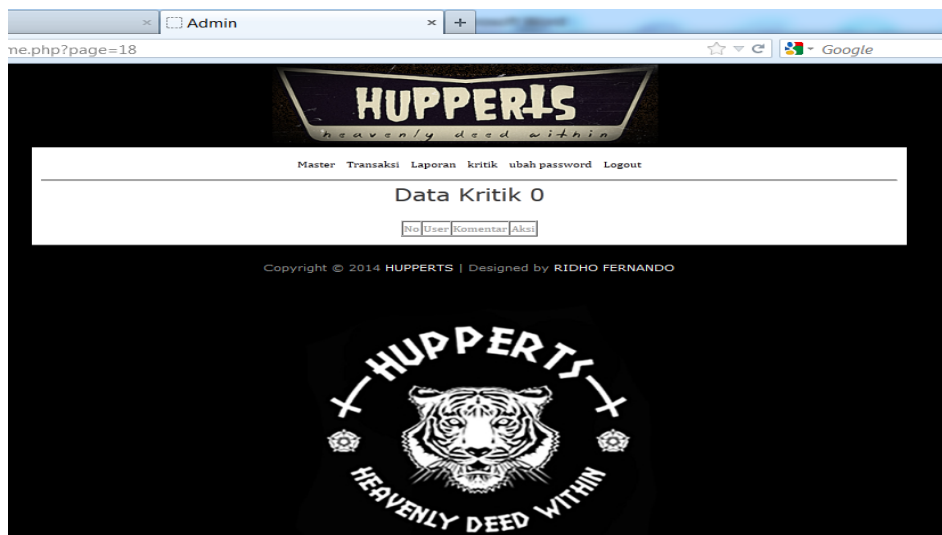 Admin
me.php?page=18
Google
HUPPERTS
heavenly deed within
Master Transaksi Laporan kritik ubah password Logout
Data Kritik 0
No User Komentar Aksi
Copyright © 2014 HUPPERTS | Designed by RIDHO FERNANDO
HUPPERTS
HEAVENLY DEED WITHIN